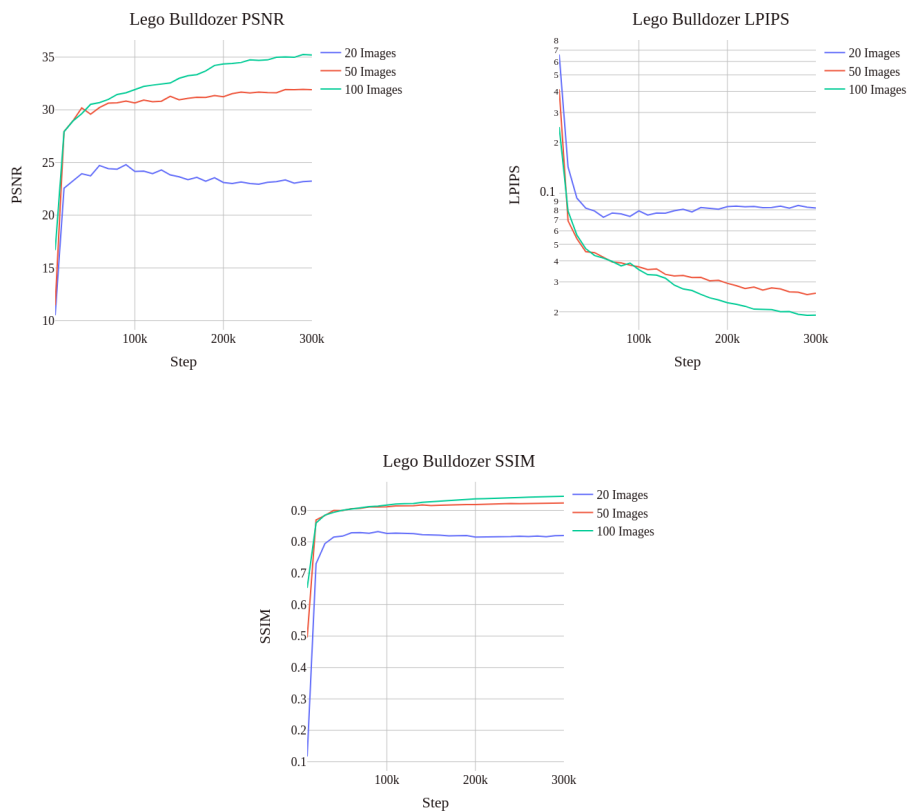 Lego Bulldozer PSNR
35
30
25
20
15
10
PSNR
100k
200k
300k
Step
20 Images
50 Images
100 Images
Lego Bulldozer LPIPS
8
7
6
5
4
3
2
0.1
9
8
7
6
5
4
3
2
LPIPS
100k
200k
300k
Step
20 Images
50 Images
100 Images
Lego Bulldozer SSIM
0.9
0.8
0.7
0.6
0.5
0.4
0.3
0.2
0.1
SSIM
100k
200k
300k
Step
20 Images
50 Images
100 Images